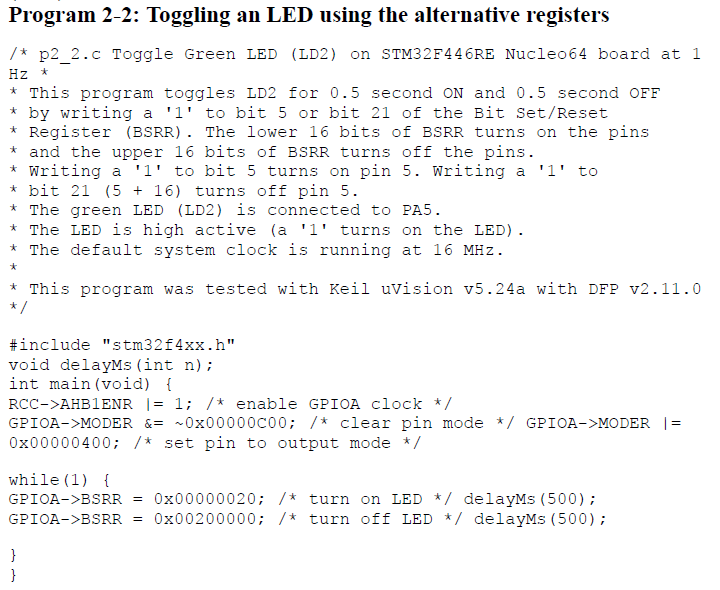 Program 2-2: Toggling an LED using the alternative registers
/* p2_2.c Toggle Green LED (LD2) on STM32F446RE Nucleo64 board at 1
Hz *
* This program toggles LD2 for 0.5 second ON and 0.5 second OFF
* by writing a '1' to bit 5 or bit 21 of the Bit Set/Reset
* Register (BSRR). The lower 16 bits of BSRR turns on the pins
* and the upper 16 bits of BSRR turns off the pins.
* Writing a '1' to bit 5 turns on pin 5. Writing a '1' to
* bit 21 (5 + 16) turns off pin 5.
* The green LED (LD2) is connected to PA5.
* The LED is high active (a '1' turns on the LED).
* The default system clock is running at 16 MHz.
*
* This program was tested with Keil uVision v5.24a with DFP v2.11.0
*/
#include "stm32f4xx.h"
void delayMs(int n);
int main(void) {
RCC->AHB1ENR |= 1; /* enable GPIOA clock */
GPIOA->MODER &= ~0x00000C00; /* clear pin mode */ GPIOA->MODER |=
0x00000400; /* set pin to output mode */
while(1) {
GPIOA->BSRR = 0x00000020; /* turn on LED */ delayMs(500);
GPIOA->BSRR = 0x00200000; /* turn off LED */ delayMs(500);
}
}